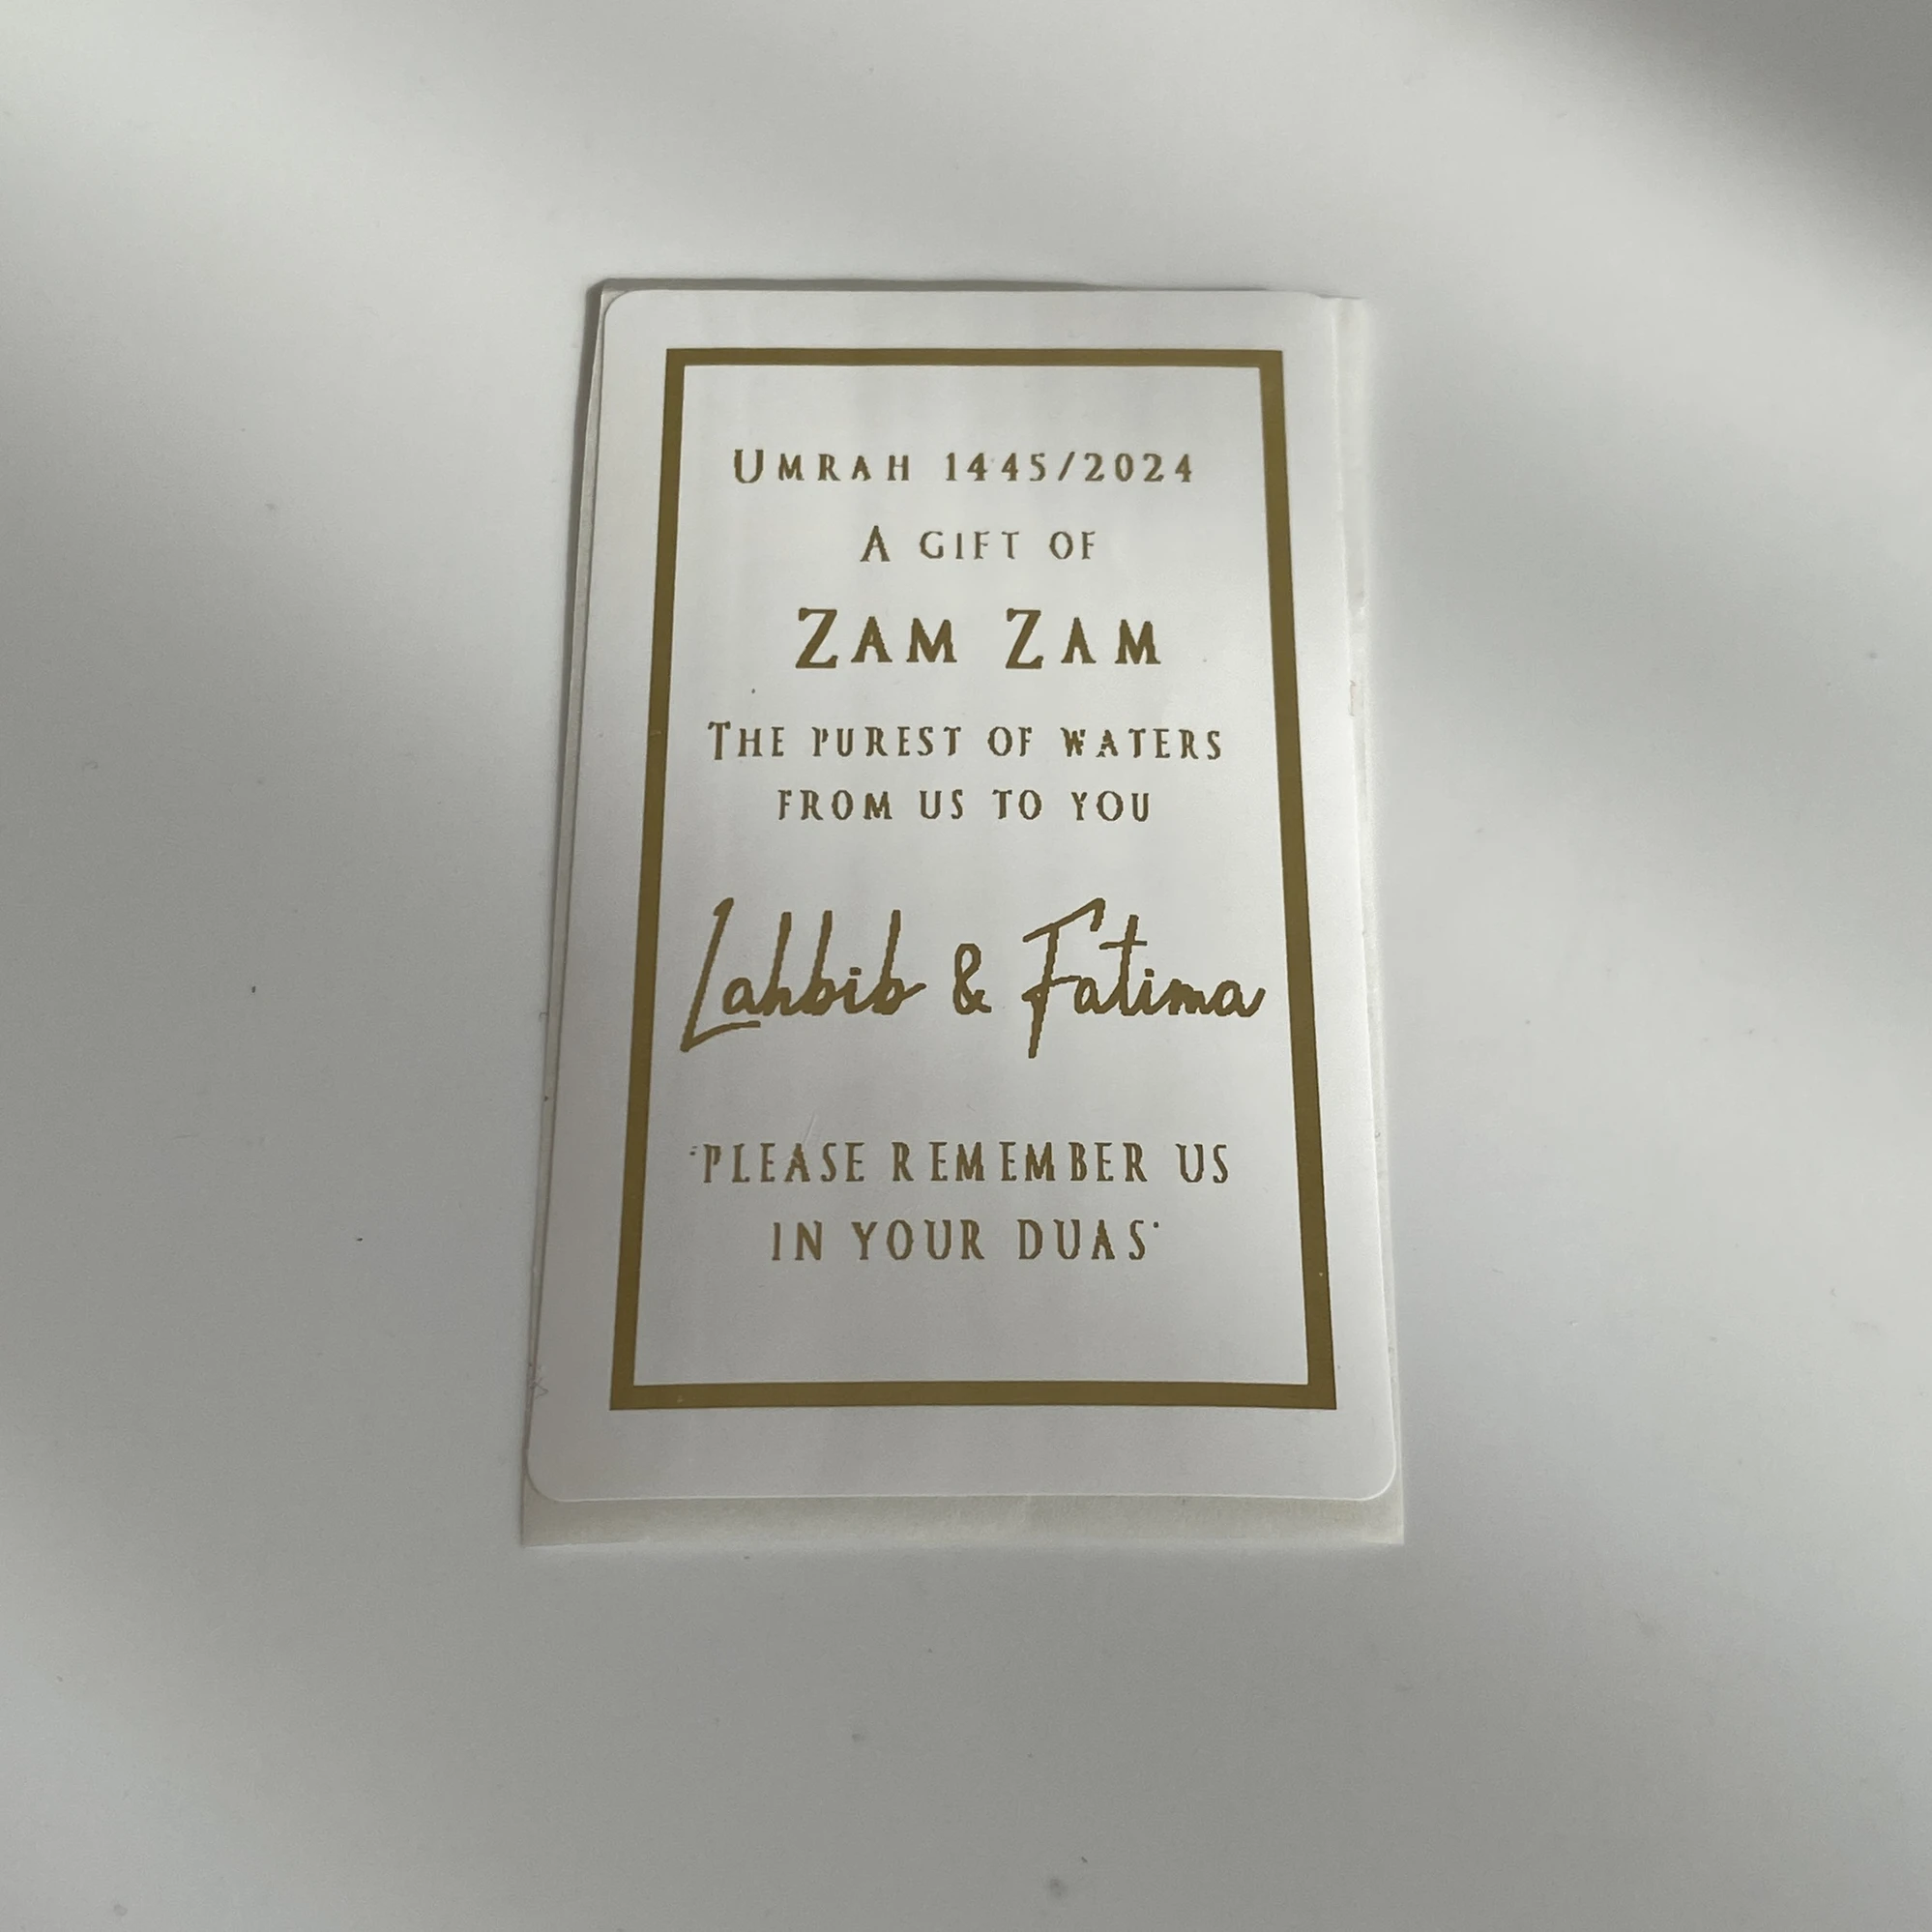 Umrah 1445/2024
A gift of
Zam Zam
The purest of waters
from us to you
Lahbib & Fatima
"please remember us
in your duas"